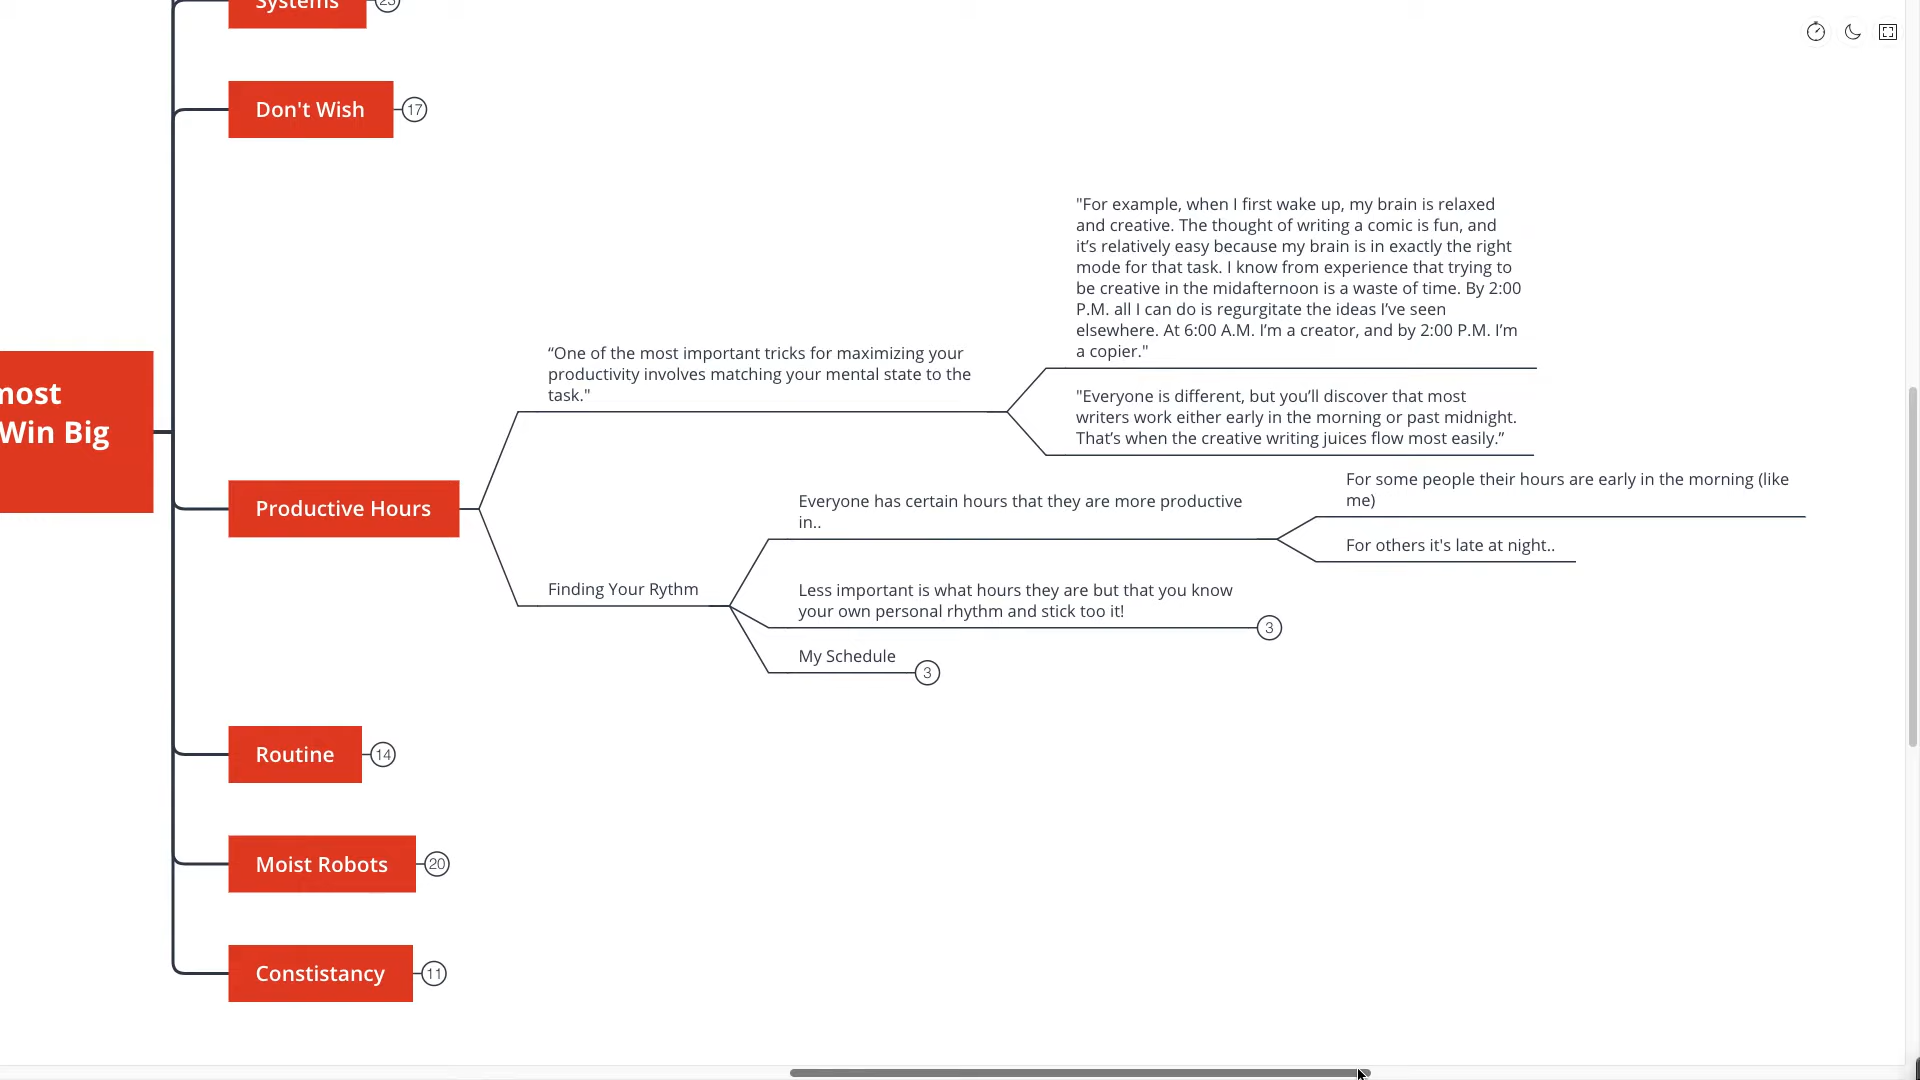 Systems
23
Don't Wish
17
"For example, when I first wake up, my brain is relaxed
and creative. The thought of writing a comic is fun, and
it’s relatively easy because my brain is in exactly the right
mode for that task. I know from experience that trying to
be creative in the midafternoon is a waste of time. By 2:00
P.M. all I can do is regurgitate the ideas I’ve seen
elsewhere. At 6:00 A.M. I’m a creator, and by 2:00 P.M. I’m
a copier."
“One of the most important tricks for maximizing your
productivity involves matching your mental state to the
task."
"Everyone is different, but you’ll discover that most
writers work either early in the morning or past midnight.
That’s when the creative writing juices flow most easily.”
most
Win Big
Productive Hours
Everyone has certain hours that they are more productive
in..
For some people their hours are early in the morning (like
me)
For others it's late at night..
Finding Your Rythm
Less important is what hours they are but that you know
your own personal rhythm and stick too it!
3
My Schedule
3
Routine
14
Moist Robots
20
Constistancy
11